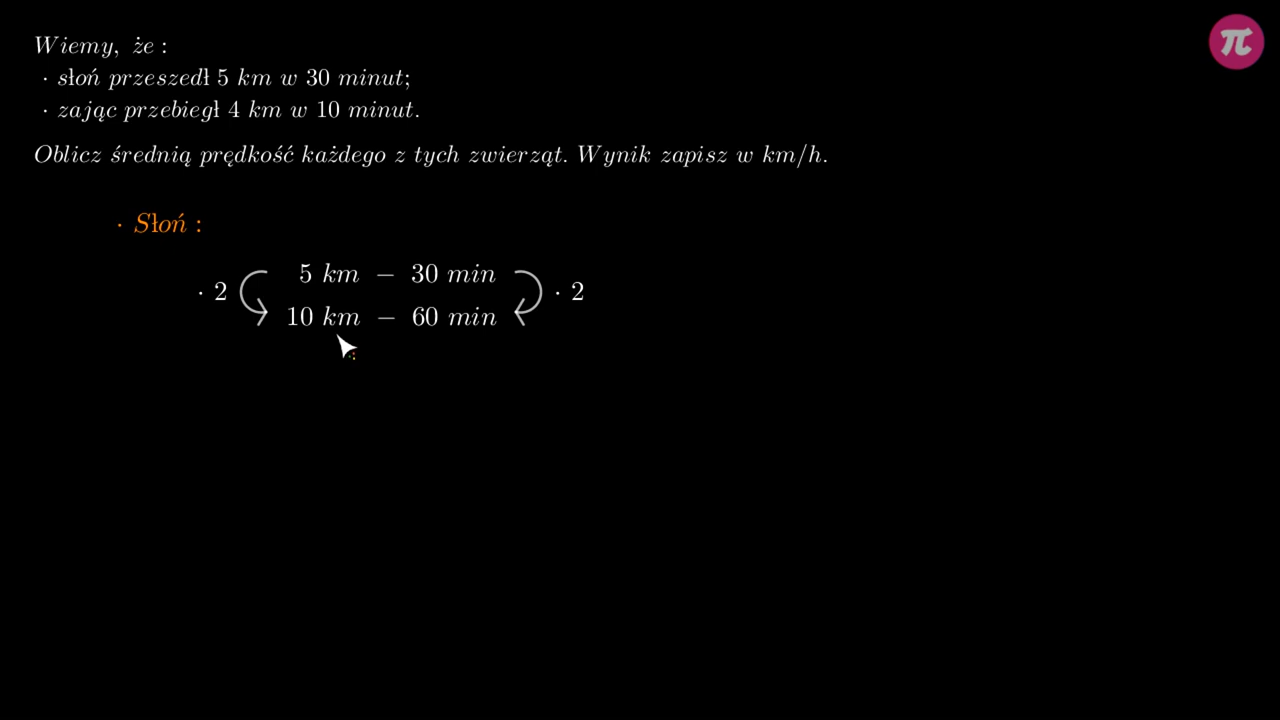 Wiemy, że :
· słoń przeszedł 5 km w 30 minut;
· zając przebiegł 4 km w 10 minut.
Oblicz średnią prędkość każdego z tych zwierząt. Wynik zapisz w km/h.
· Słoń :
· 2 5 km − 30 min · 2
10 km − 60 min
π